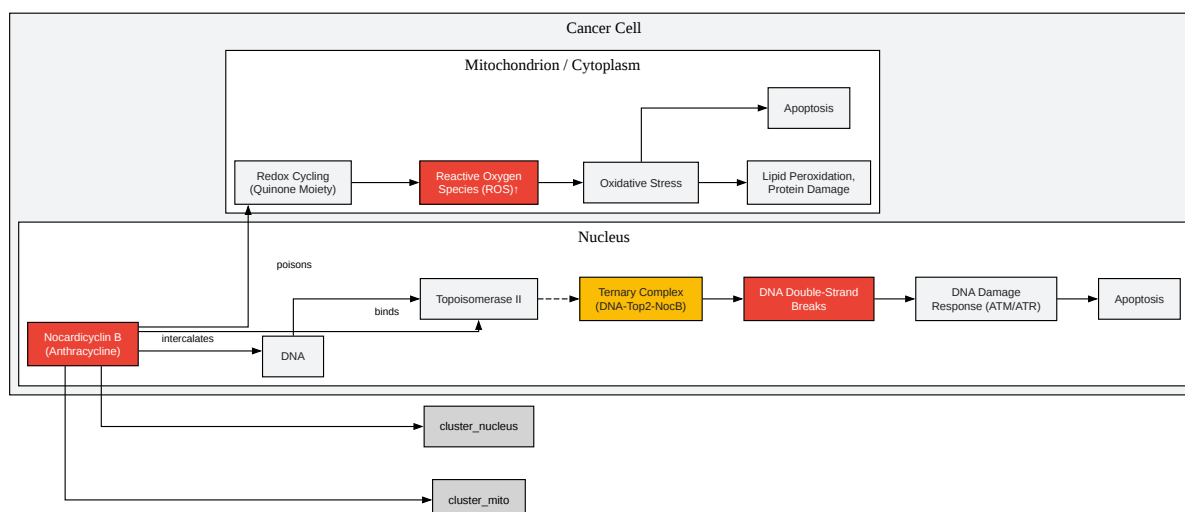 Cancer Cell
Mitochondrion / Cytoplasm
Apoptosis
Redox Cycling
(Quinone Moiety)
Reactive Oxygen
Species (ROS)↑
Oxidative Stress
Lipid Peroxidation,
Protein Damage
Nucleus
poisons
Topoisomerase II
Ternary Complex
(DNA-Top2-NocB)
DNA Double-Strand
Breaks
DNA Damage
Response (ATM/ATR)
Apoptosis
binds
Nocardicyclin B
(Anthracycline)
intercalates
DNA
cluster_nucleus
cluster_mito